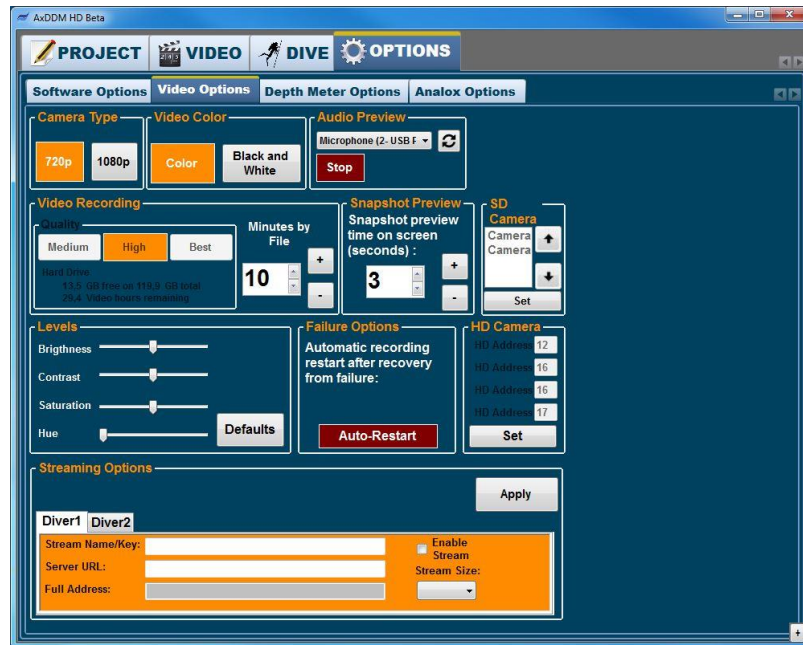 AxDDM HD Beta
PROJECT VIDEO DIVE OPTIONS
Software Options Video Options Depth Meter Options Analox Options
Camera Type
720p 1080p
Video Color
Color Black and White
Audio Preview
Microphone (2- USB F
Stop
Video Recording
Quality
Medium High Best
Hard Drive
13,5 GB free on 119,9 GB total
29,4 Video hours remaining
Minutes by
File
10
+
-
Snapshot Preview
Snapshot preview
time on screen
(seconds) :
3
+
-
SD
Camera
Camera
Camera
Set
Levels
Brigthness
Contrast
Saturation
Hue
Defaults
Failure Options
Automatic recording
restart after recovery
from failure:
Auto-Restart
HD Camera
HD Address 12
HD Address 16
HD Address 16
HD Address 17
Set
Streaming Options
Apply
Diver1 Diver2
Stream Name/Key:
Server URL:
Full Address:
Enable
Stream
Stream Size:
+